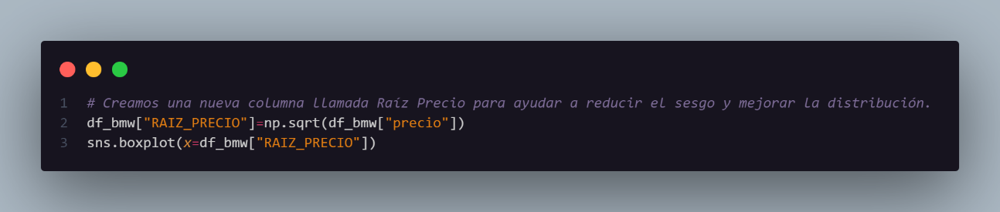 1 # Creamos una nueva columna llamada Raíz Precio para ayudar a reducir el sesgo y mejorar la distribución.
2 df_bmw["RAIZ_PRECIO"]=np.sqrt(df_bmw["precio"])
3 sns.boxplot(x=df_bmw["RAIZ_PRECIO"])